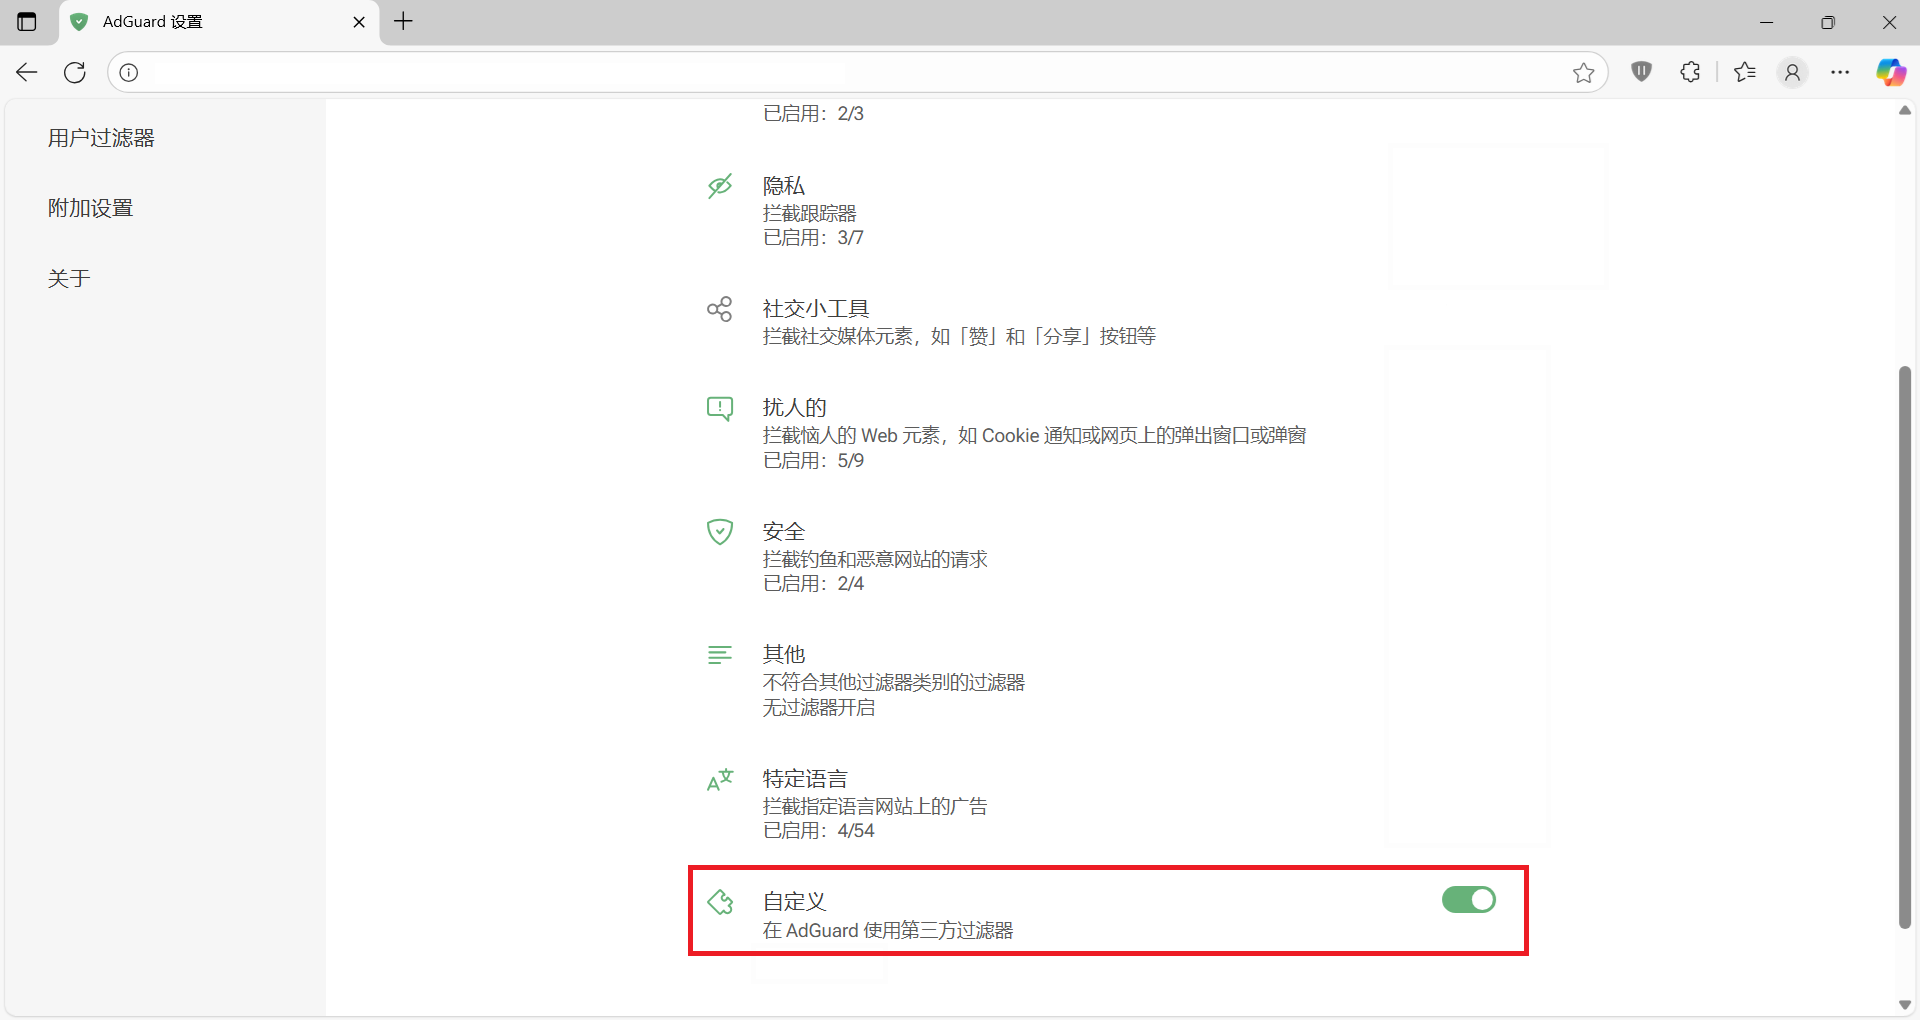 AdGuard 设置
用户过滤器
附加设置
关于
已启用：2/3
隐私
拦截跟踪器
已启用：3/7
社交小工具
拦截社交媒体元素，如「赞」和「分享」按钮等
扰人的
拦截恼人的 Web 元素，如 Cookie 通知或网页上的弹出窗口或弹窗
已启用：5/9
安全
拦截钓鱼和恶意网站的请求
已启用：2/4
其他
不符合其他过滤器类别的过滤器
无过滤器开启
特定语言
拦截指定语言网站上的广告
已启用：4/54
自定义
在 AdGuard 使用第三方过滤器